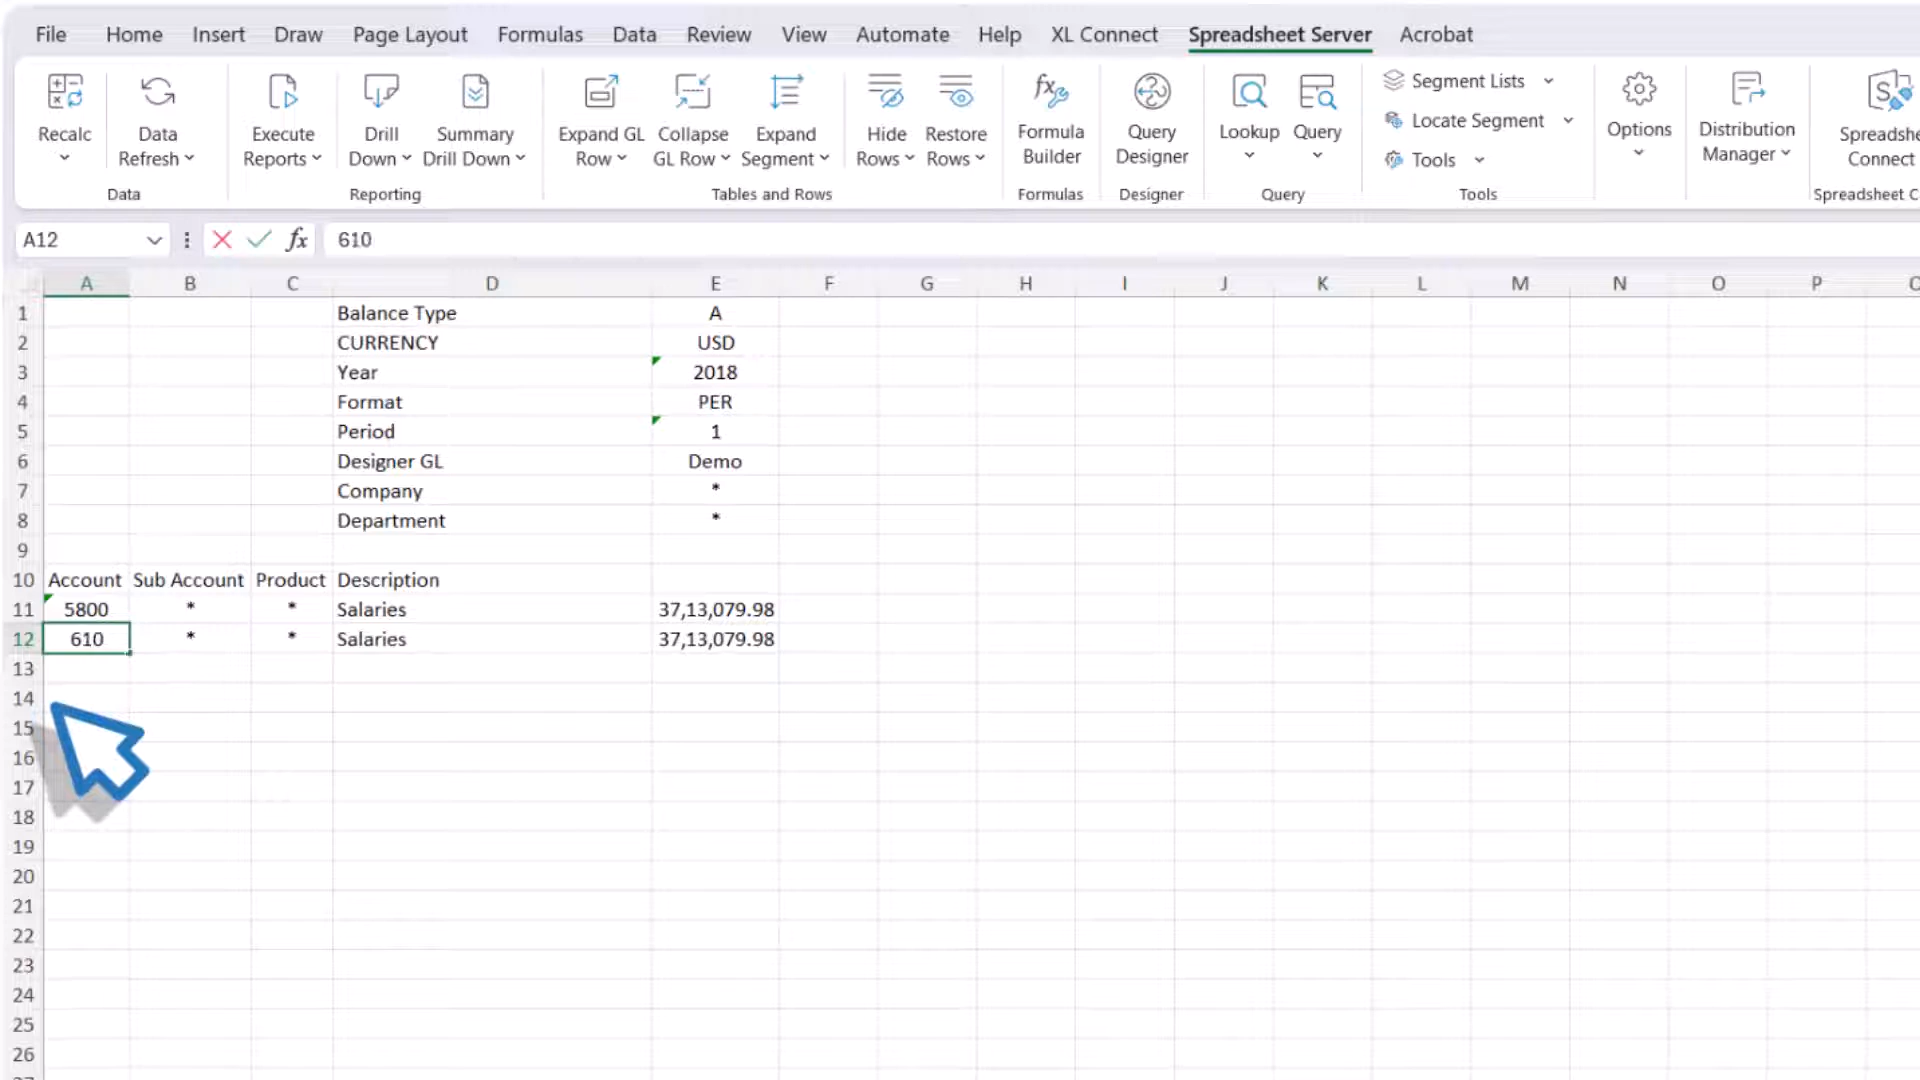 File Home Insert Draw Page Layout Formulas Data Review View Automate Help XL Connect Spreadsheet Server Acrobat
Recalc
Data Refresh
Data
Execute Reports
Drill Down
Summary Drill Down
Reporting
Expand GL Row
Collapse GL Row
Expand Segment
Hide Rows
Restore Rows
Tables and Rows
Formula Builder
Formulas
Query Designer
Designer
Lookup
Query
Query
Segment Lists
Locate Segment
Tools
Tools
Options
Distribution Manager
Connect
Spreadsheet
A12 fx 610
A B C D E F G H I J K L M N O P
1 Balance Type A
2 CURRENCY USD
3 Year 2018
4 Format PER
5 Period 1
6 Designer GL Demo
7 Company *
8 Department *
9
10 Account Sub Account Product Description
11 5800 * * Salaries 37,13,079.98
12 610 * * Salaries 37,13,079.98
13
14
15
16
17
18
19
20
21
22
23
24
25
26